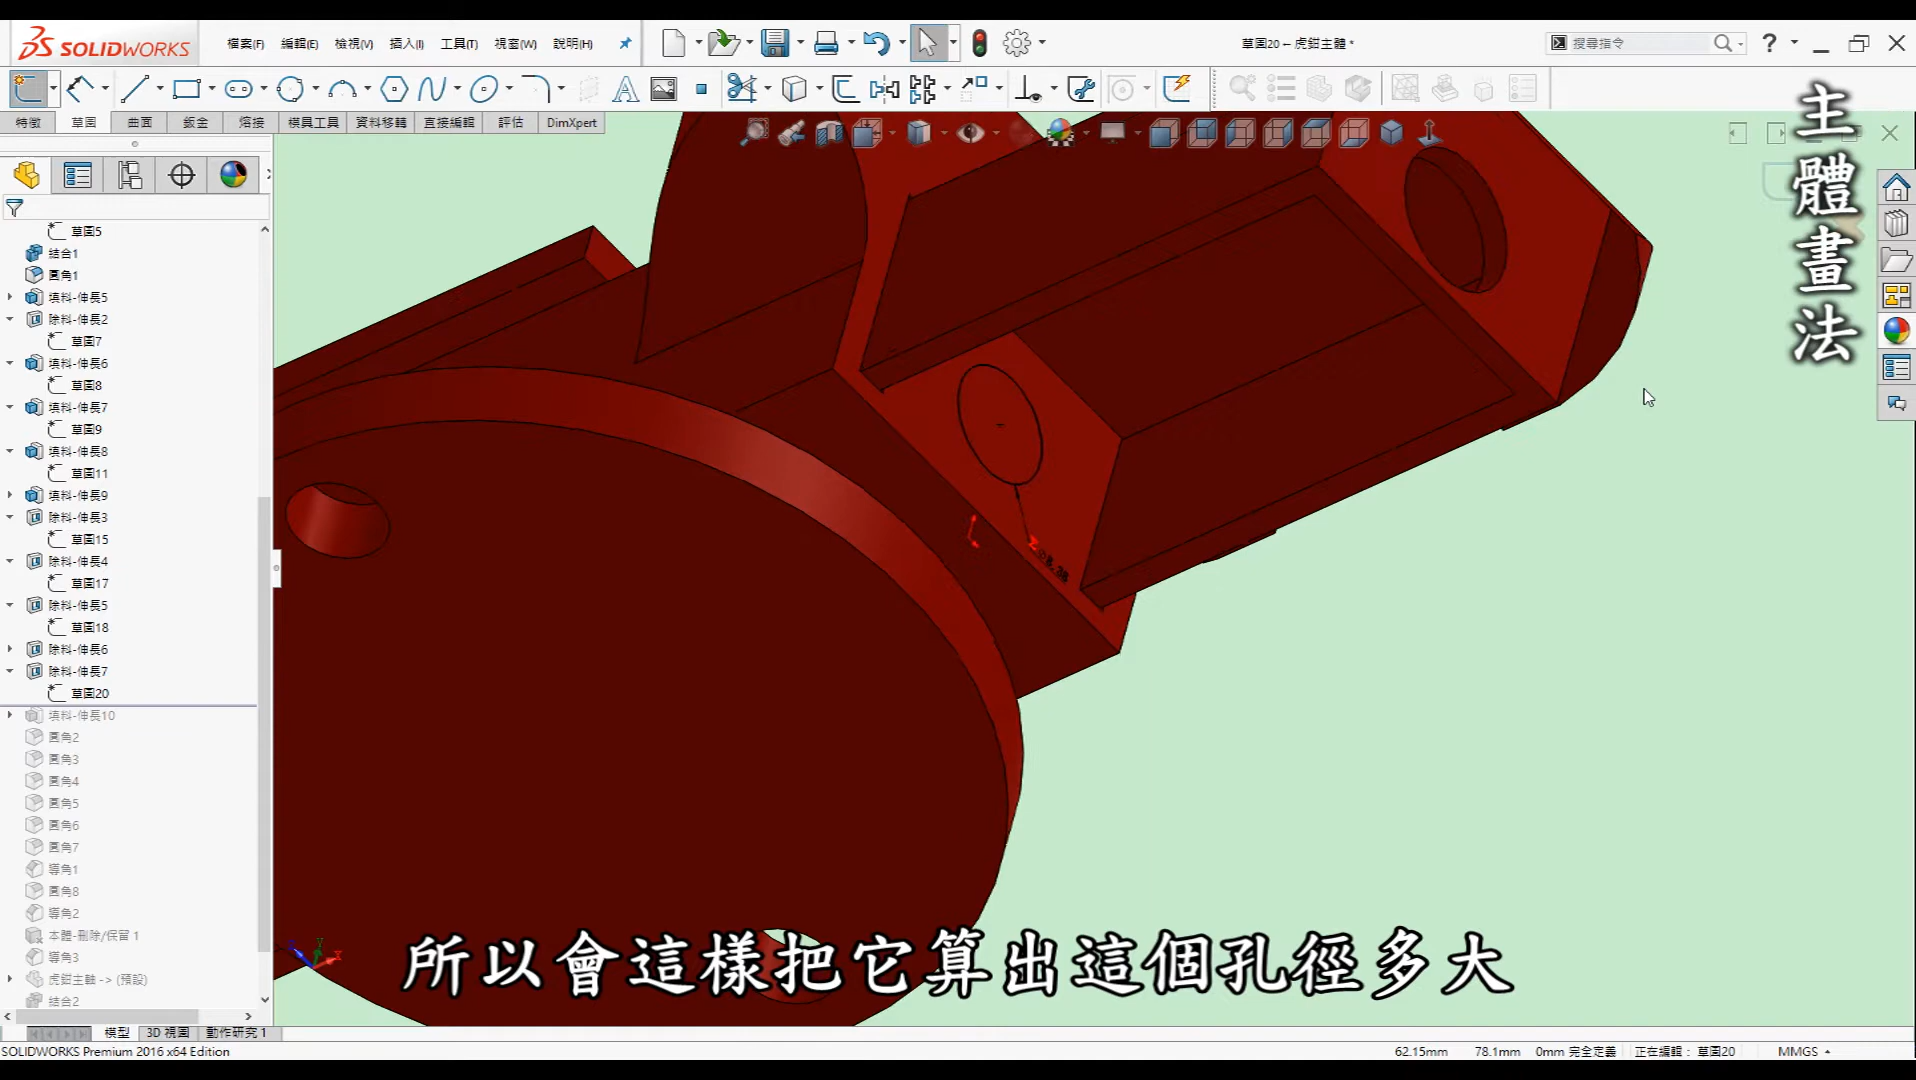 SOLIDWORKS
檔案(F) 編輯(E) 檢視(V) 插入(I) 工具(T) 視窗(W) 說明(H)
草圖20 – 虎鉗主體 *
搜尋指令
特徵 草圖 曲面 鈑金 熔接 模具工具 資料移轉 直接編輯 評估 DimXpert
主體畫法
草圖5
結合1
圓角1
填料-伸長5
除料-伸長2
草圖7
填料-伸長6
草圖8
填料-伸長7
草圖9
填料-伸長8
草圖11
填料-伸長9
除料-伸長3
草圖15
除料-伸長4
草圖17
除料-伸長5
草圖18
除料-伸長6
除料-伸長7
草圖20
填料-伸長10
圓角2
圓角3
圓角4
圓角5
圓角6
圓角7
導角1
圓角8
導角2
本體-刪除/保留 1
導角3
虎鉗主軸 -> (預設)
結合2
所以會這樣把它算出這個孔徑多大
模型 3D 視圖 動作研究 1
SOLIDWORKS Premium 2016 x64 Edition
62.15mm 78.1mm 0mm 完全定義 正在編輯： 草圖20 MMGS